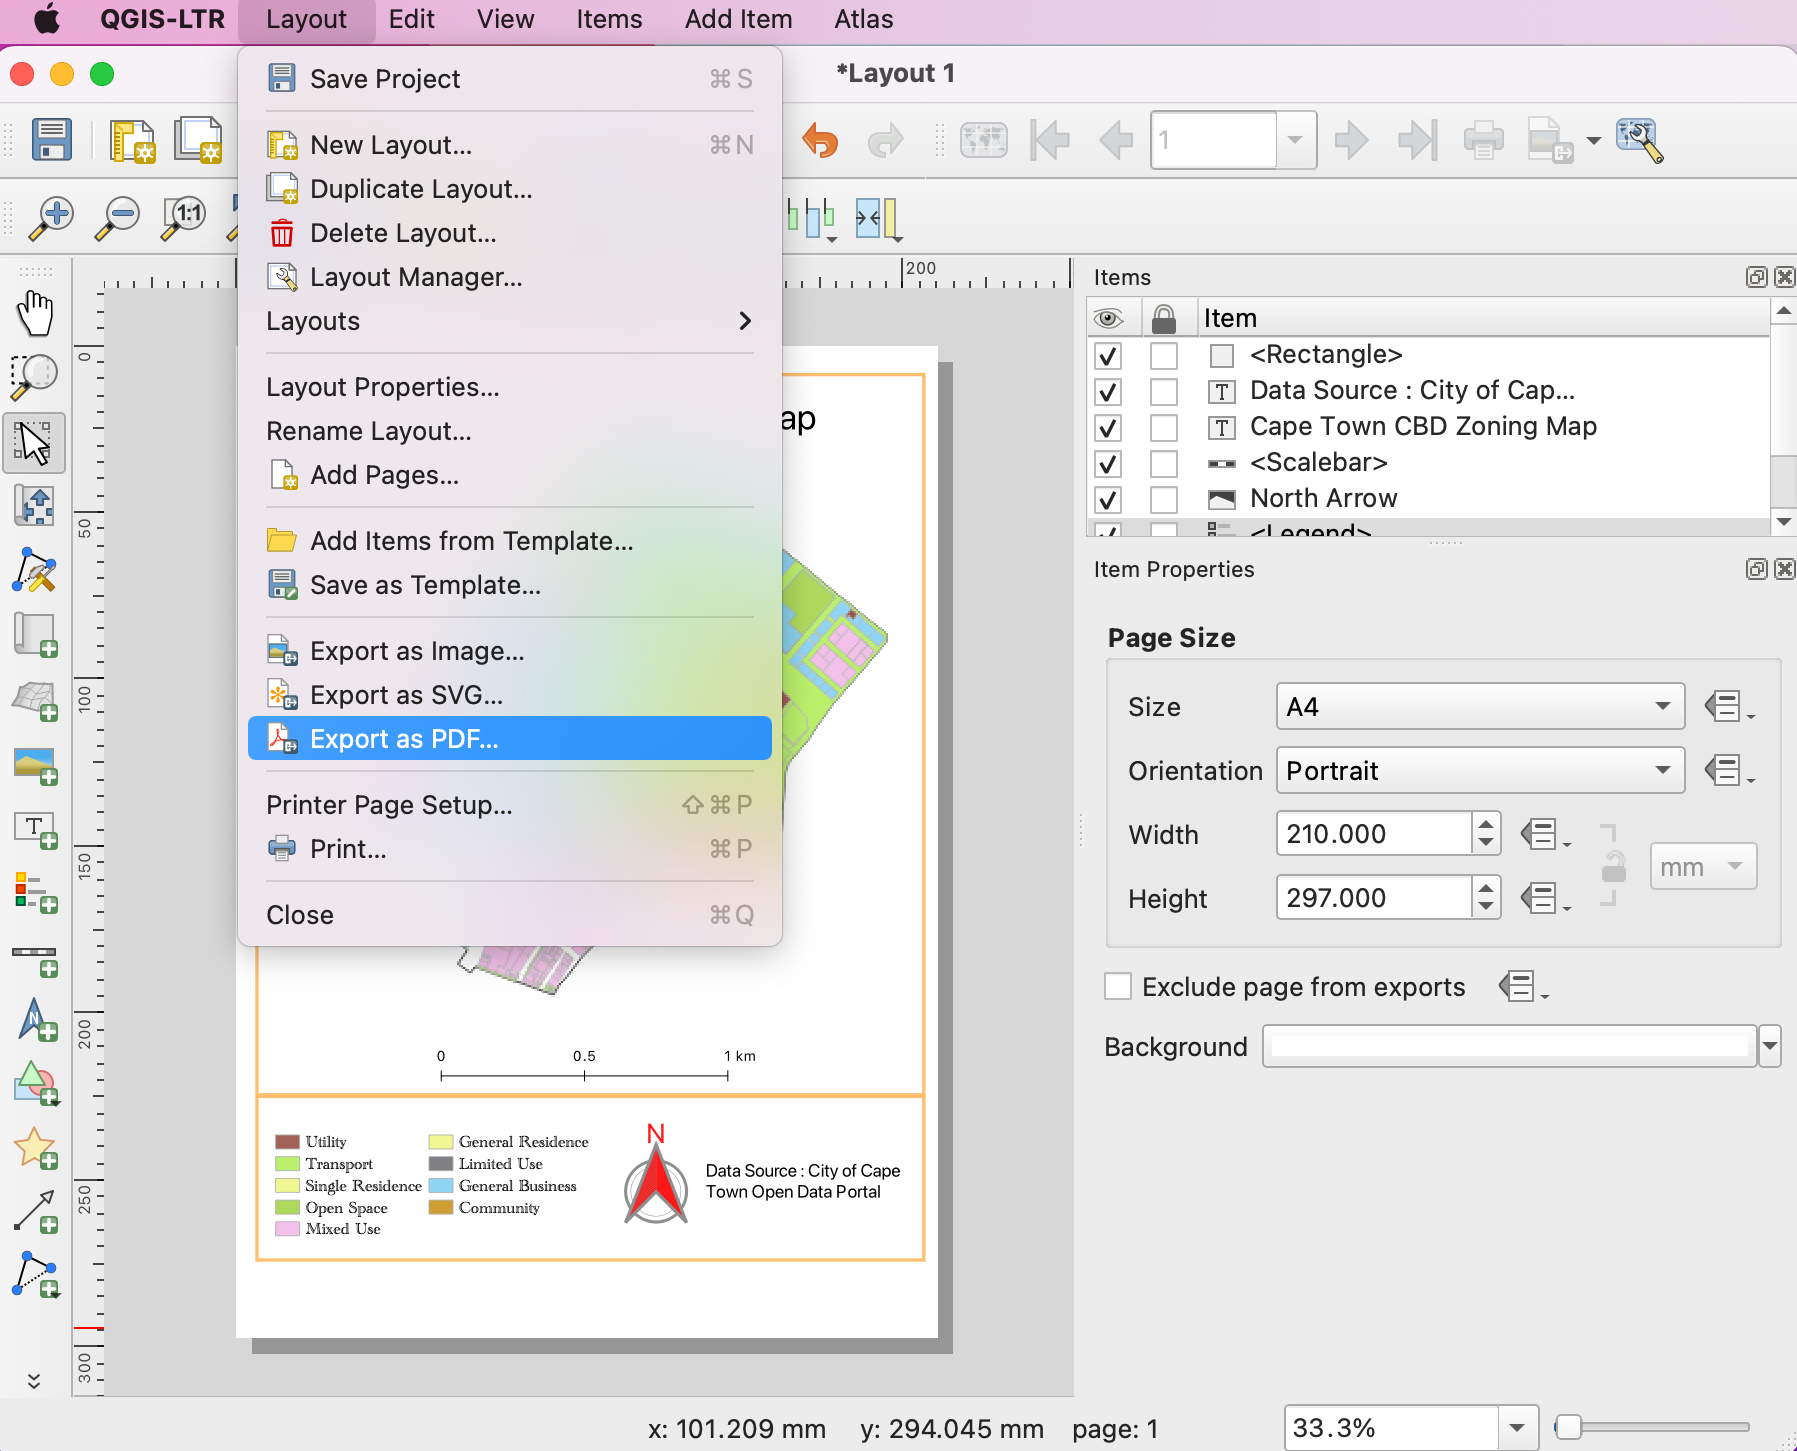 QGIS-LTR Layout Edit View Items Add Item Atlas
*Layout 1
Save Project ⌘ S
New Layout... ⌘ N
Duplicate Layout...
Delete Layout...
Layout Manager...
Layouts
Layout Properties...
Rename Layout...
Add Pages...
Add Items from Template...
Save as Template...
Export as Image...
Export as SVG...
Export as PDF...
Printer Page Setup... ⇧ ⌘ P
Print... ⌘ P
Close ⌘ Q
1
1:1
200
0
50
100
150
200
250
300
ap
0 0.5 1 km
Utility
Transport
Single Residence
Open Space
Mixed Use
General Residence
Limited Use
General Business
Community
N
Data Source : City of Cape
Town Open Data Portal
Items
Item
<Rectangle>
Data Source : City of Cap...
Cape Town CBD Zoning Map
<Scalebar>
North Arrow
<Legend>
Item Properties
Page Size
Size A4
Orientation Portrait
Width 210.000
mm
Height 297.000
Exclude page from exports
Background
x: 101.209 mm y: 294.045 mm page: 1 33.3%